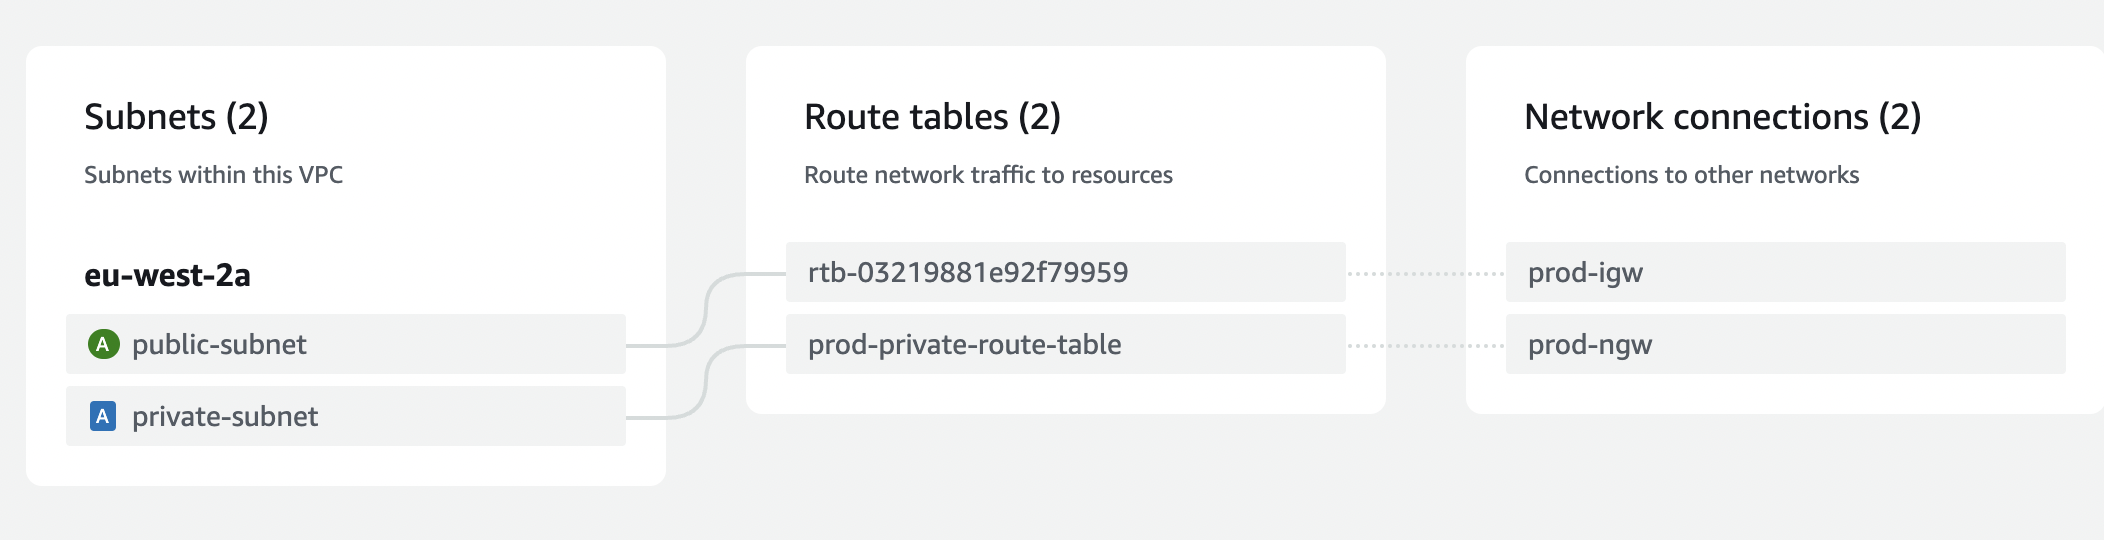 Subnets (2)
Subnets within this VPC
eu-west-2a
A public-subnet
A private-subnet
Route tables (2)
Route network traffic to resources
rtb-03219881e92f79959
prod-private-route-table
Network connections (2)
Connections to other networks
prod-igw
prod-ngw